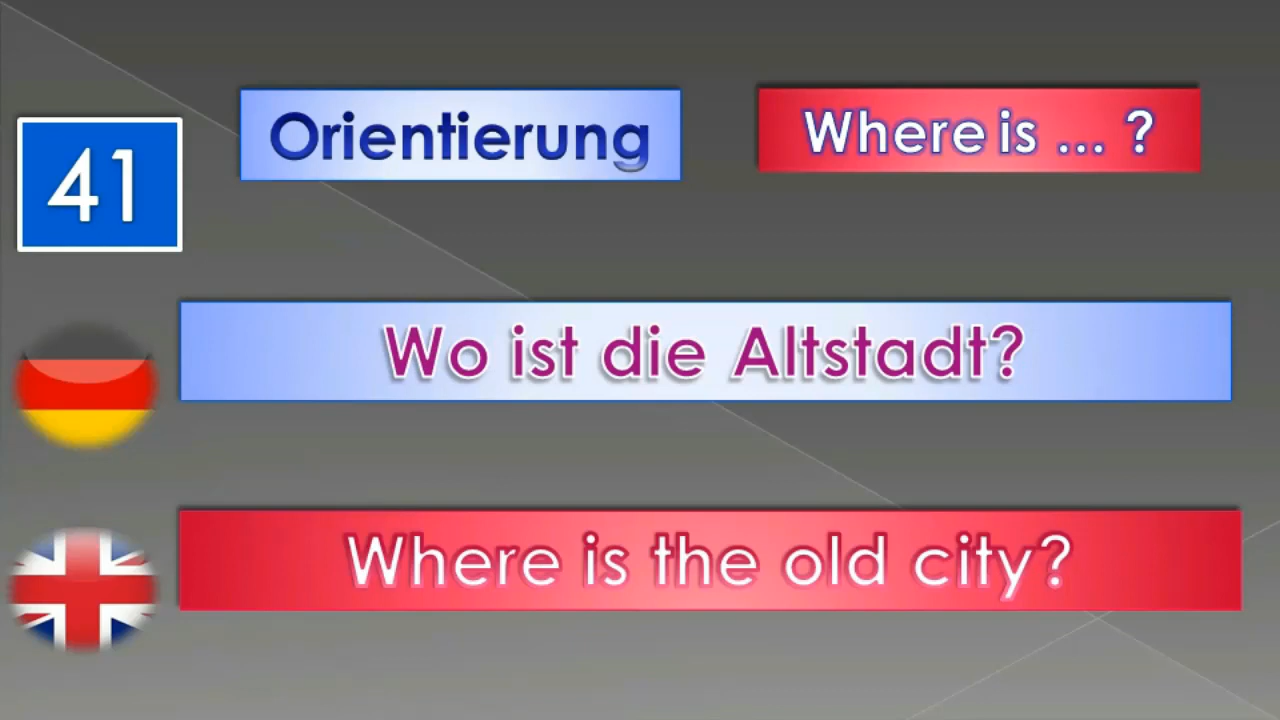 Orientierung
Where is ... ?
41
Wo ist die Altstadt?
Where is the old city?